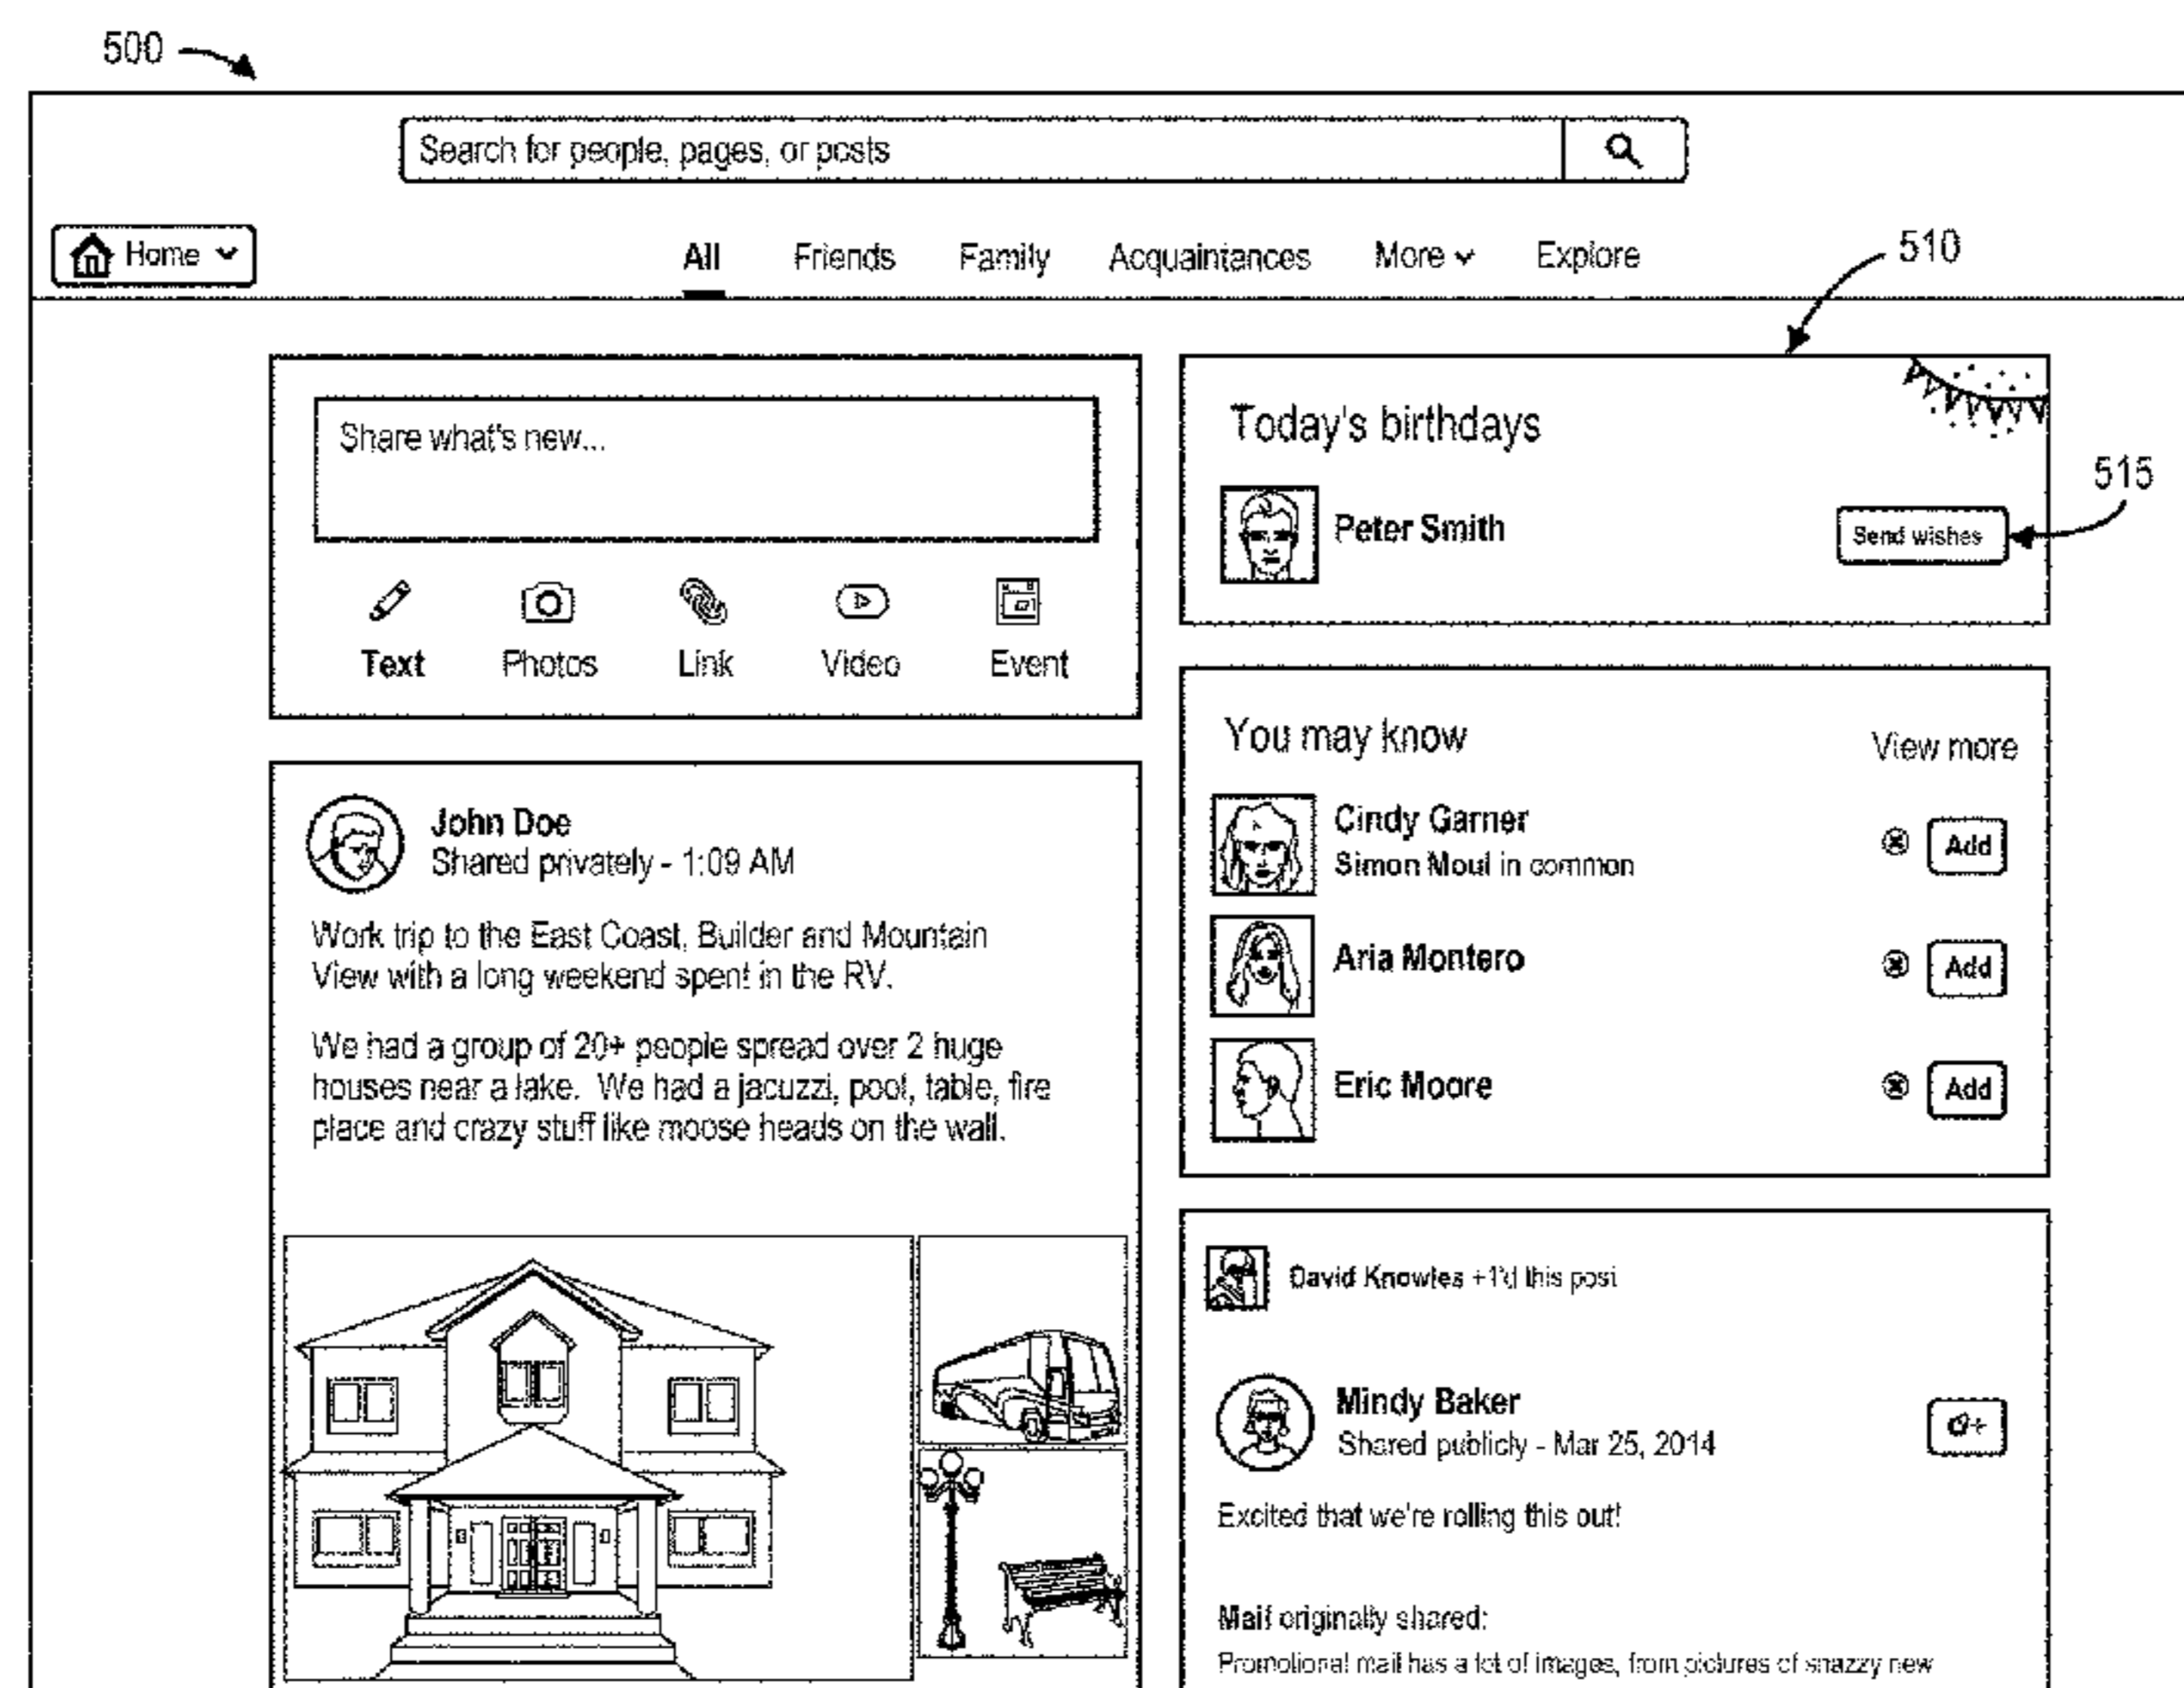 500
Search for people, pages, or posts
Home
All Friends Family Acquaintances More Explore
510
Share what's new...
Text Photos Link Video Event
Today's birthdays
515
Peter Smith
Send wishes
You may know
View more
Cindy Garner
Simon Moul in common
Add
Aria Montero
Add
Eric Moore
Add
John Doe
Shared privately - 1:09 AM
Work trip to the East Coast, Builder and Mountain
View with a long weekend spent in the RV.
We had a group of 20+ people spread over 2 huge
houses near a lake. We had a jacuzzi, pool, table, fire
place and crazy stuff like moose heads on the wall.
David Knowles +1'd this post
Mindy Baker
Shared publicly - Mar 25, 2014
Excited that we're rolling this out!
Mail originally shared:
Promotional mail has a lot of images, from pictures of snazzy new